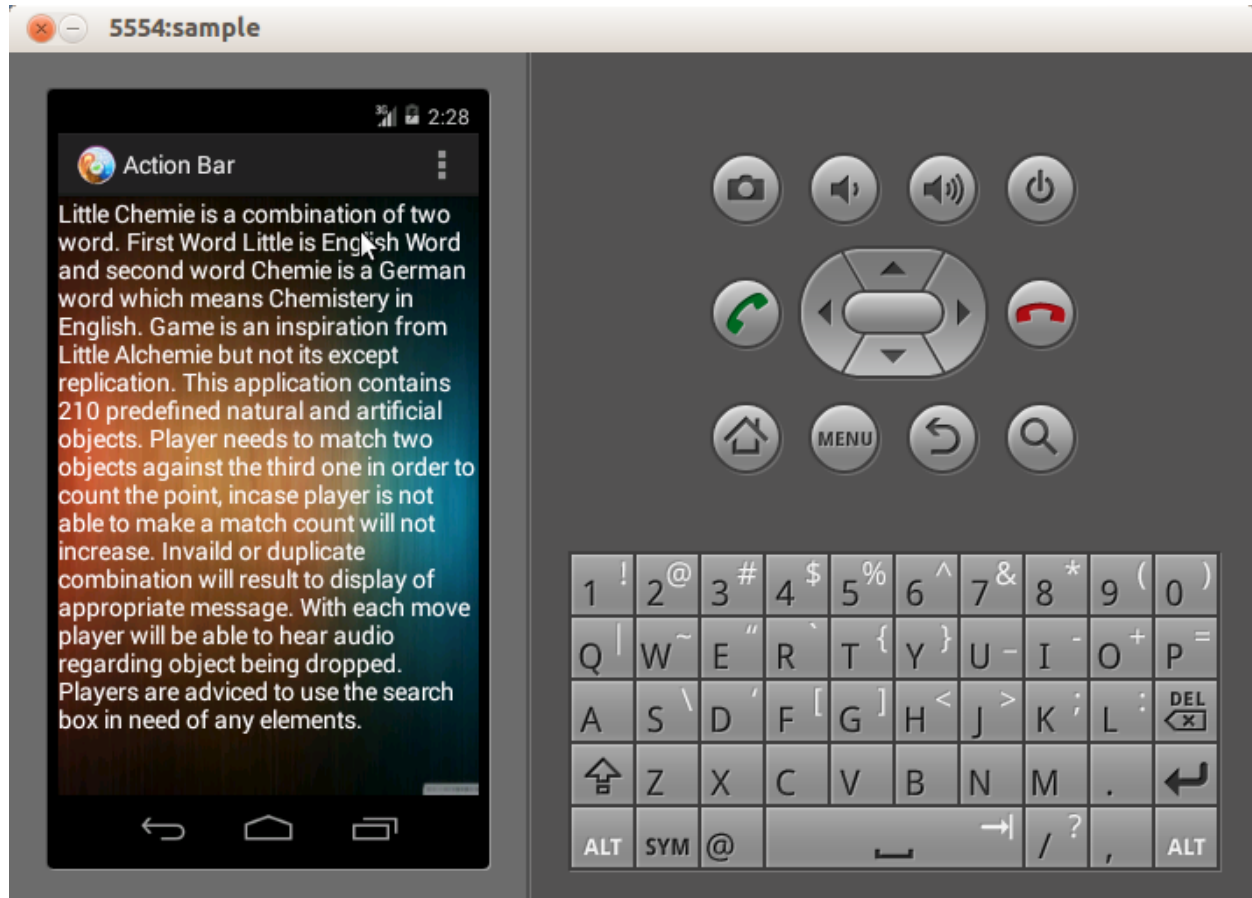 5554:sample
3G 2:28
Action Bar
Little Chemie is a combination of two
word. First Word Little is English Word
and second word Chemie is a German
word which means Chemistery in
English. Game is an inspiration from
Little Alchemie but not its except
replication. This application contains
210 predefined natural and artificial
objects. Player needs to match two
objects against the third one in order to
count the point, incase player is not
able to make a match count will not
increase. Invaild or duplicate
combination will result to display of
appropriate message. With each move
player will be able to hear audio
regarding object being dropped.
Players are adviced to use the search
box in need of any elements.
MENU
1 ! 2 @ 3 # 4 $ 5 % 6 ^ 7 & 8 * 9 ( 0 )
Q | W ~ E " R ` T { Y } U _ I - O + P =
A S \ D ' F [ G ] H < J > K ; L : DEL
Z X C V B N M .
ALT SYM @ / ? , ALT